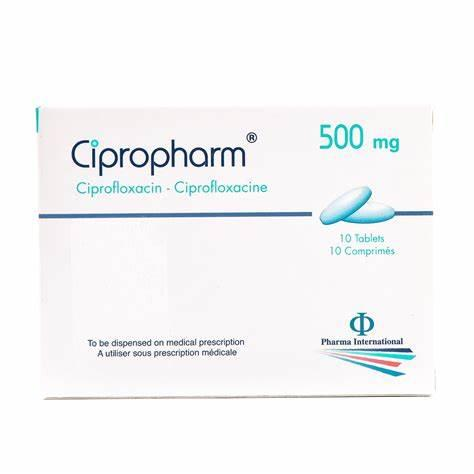 Cipropharm®
500 mg
Ciprofloxacin - Ciprofloxacine
10 Tablets
10 Comprimés
To be dispensed on medical prescription
A utiliser sous prescription médicale
Φ
Pharma International